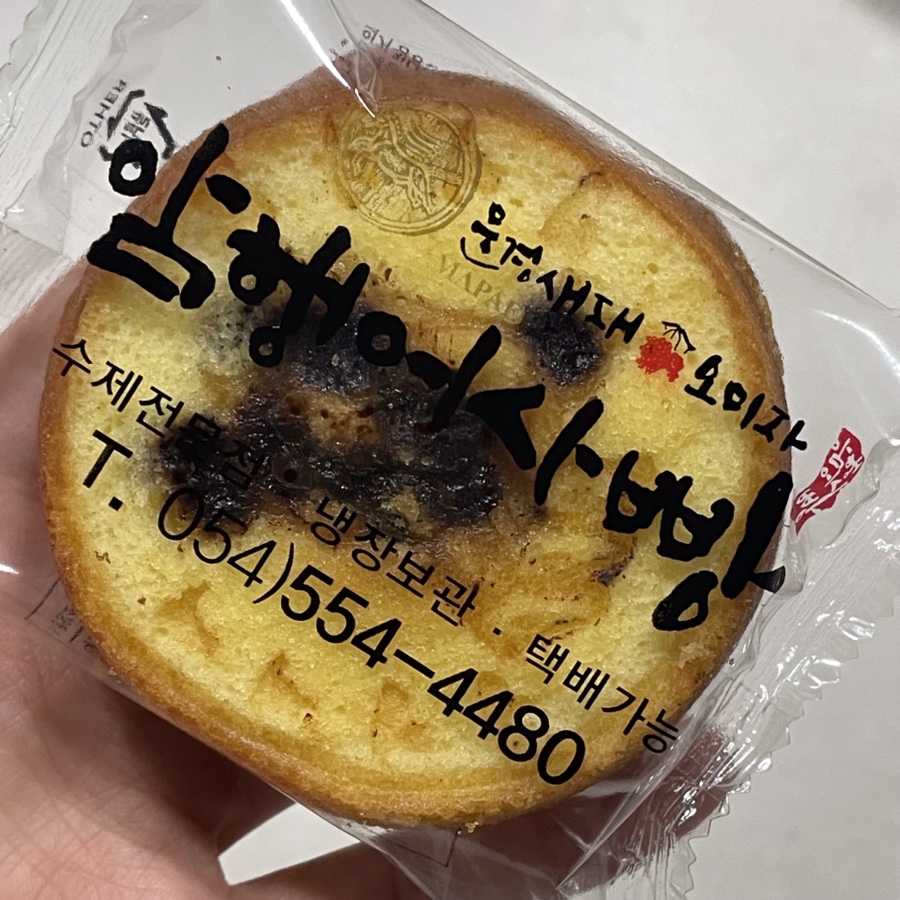 문경새재 오미자
암행어사빵
수제전문점 · 냉장보관 · 택배가능
T. 054)554-4480